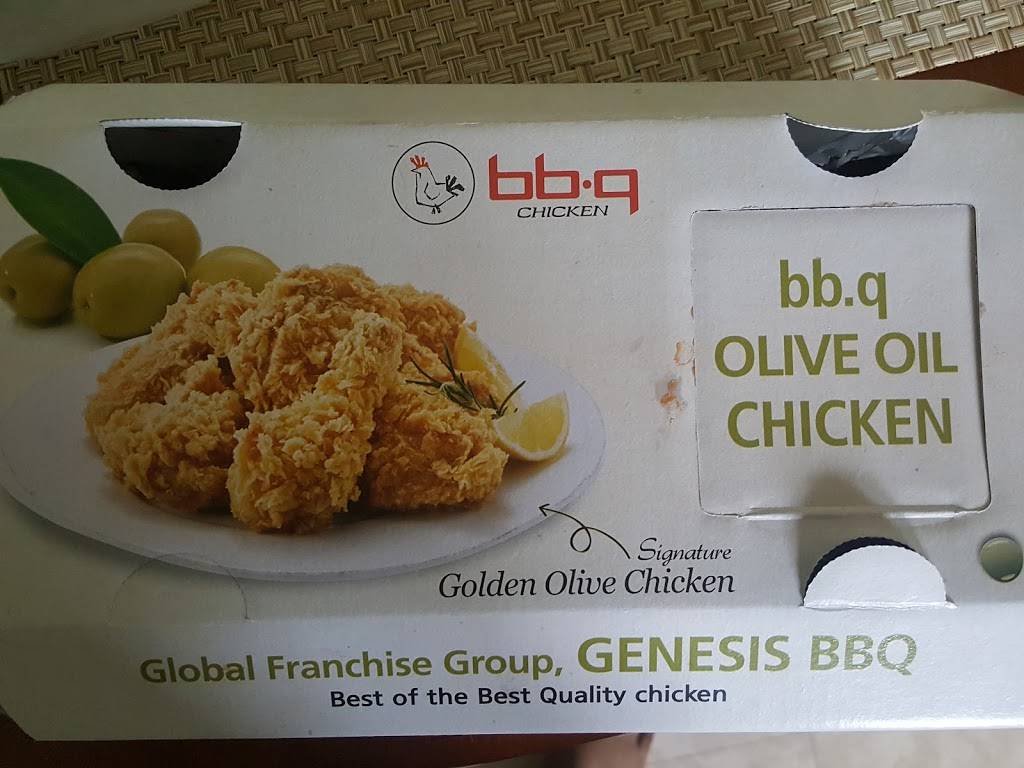 bb.q
CHICKEN
bb.q
OLIVE OIL
CHICKEN
Signature
Golden Olive Chicken
Global Franchise Group, GENESIS BBQ
Best of the Best Quality chicken